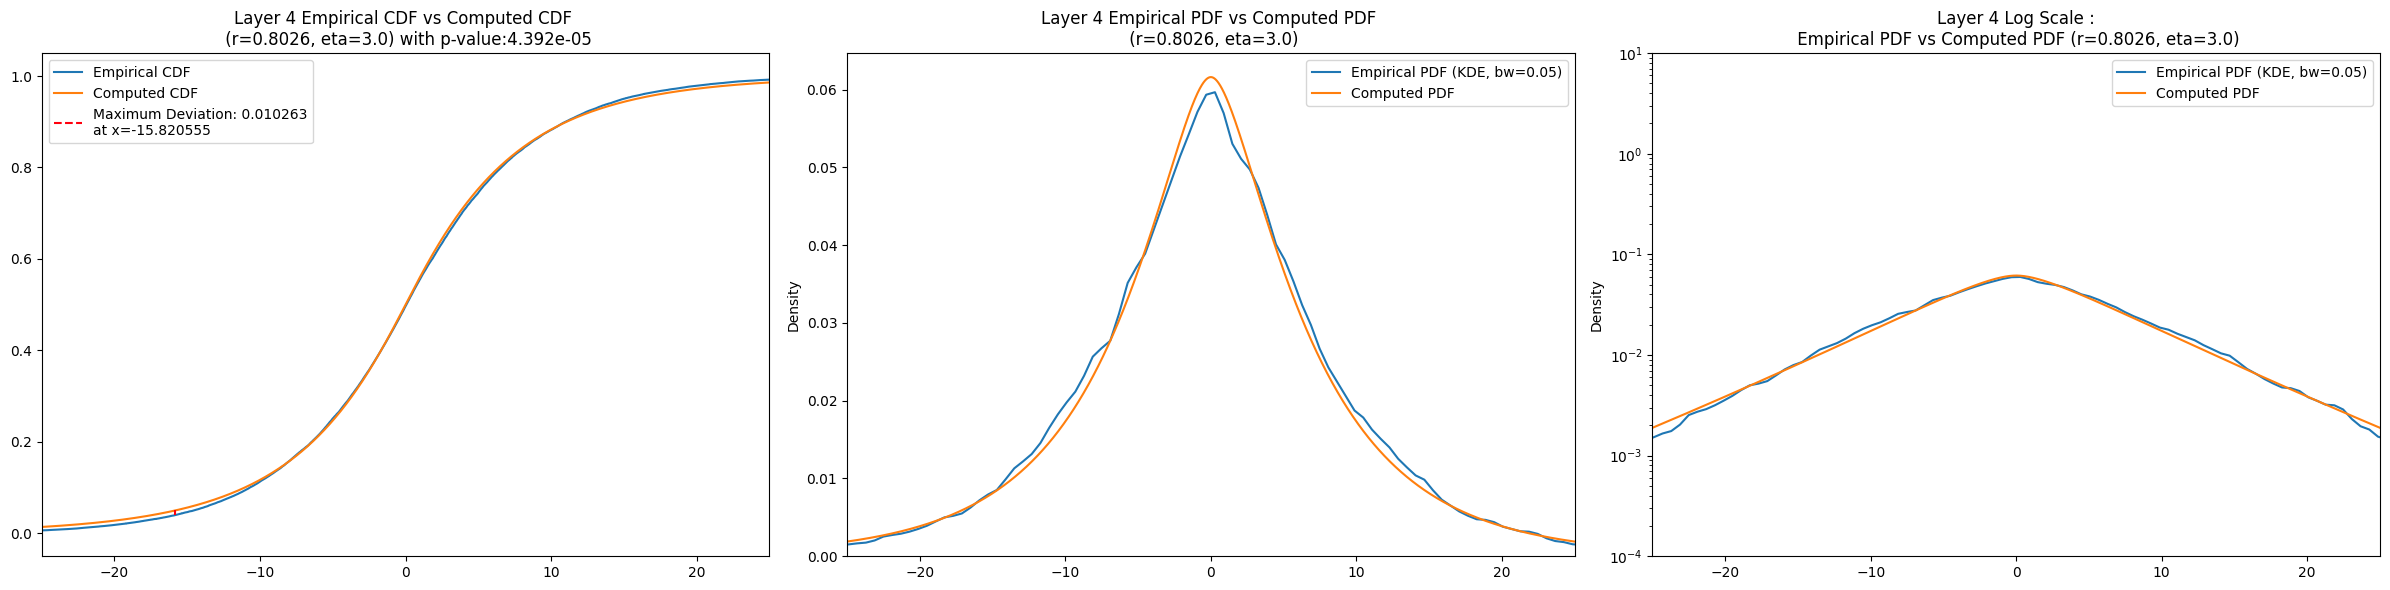 Layer 4 Empirical CDF vs Computed CDF
(r=0.8026, eta=3.0) with p-value:4.392e-05
Empirical CDF
Computed CDF
Maximum Deviation: 0.010263
at x=-15.820555
1.0
0.8
0.6
0.4
0.2
0.0
−20
−10
0
10
20
Layer 4 Empirical PDF vs Computed PDF
(r=0.8026, eta=3.0)
Empirical PDF (KDE, bw=0.05)
Computed PDF
Density
0.06
0.05
0.04
0.03
0.02
0.01
0.00
−20
−10
0
10
20
Layer 4 Log Scale :
Empirical PDF vs Computed PDF (r=0.8026, eta=3.0)
Empirical PDF (KDE, bw=0.05)
Computed PDF
Density
10¹
10⁰
10⁻¹
10⁻²
10⁻³
10⁻⁴
−20
−10
0
10
20